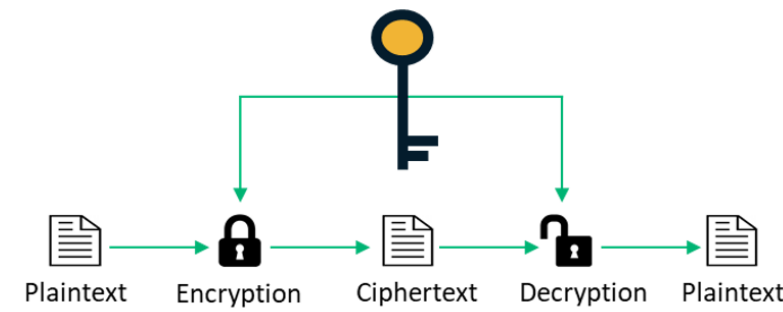 Plaintext
Encryption
Ciphertext
Decryption
Plaintext